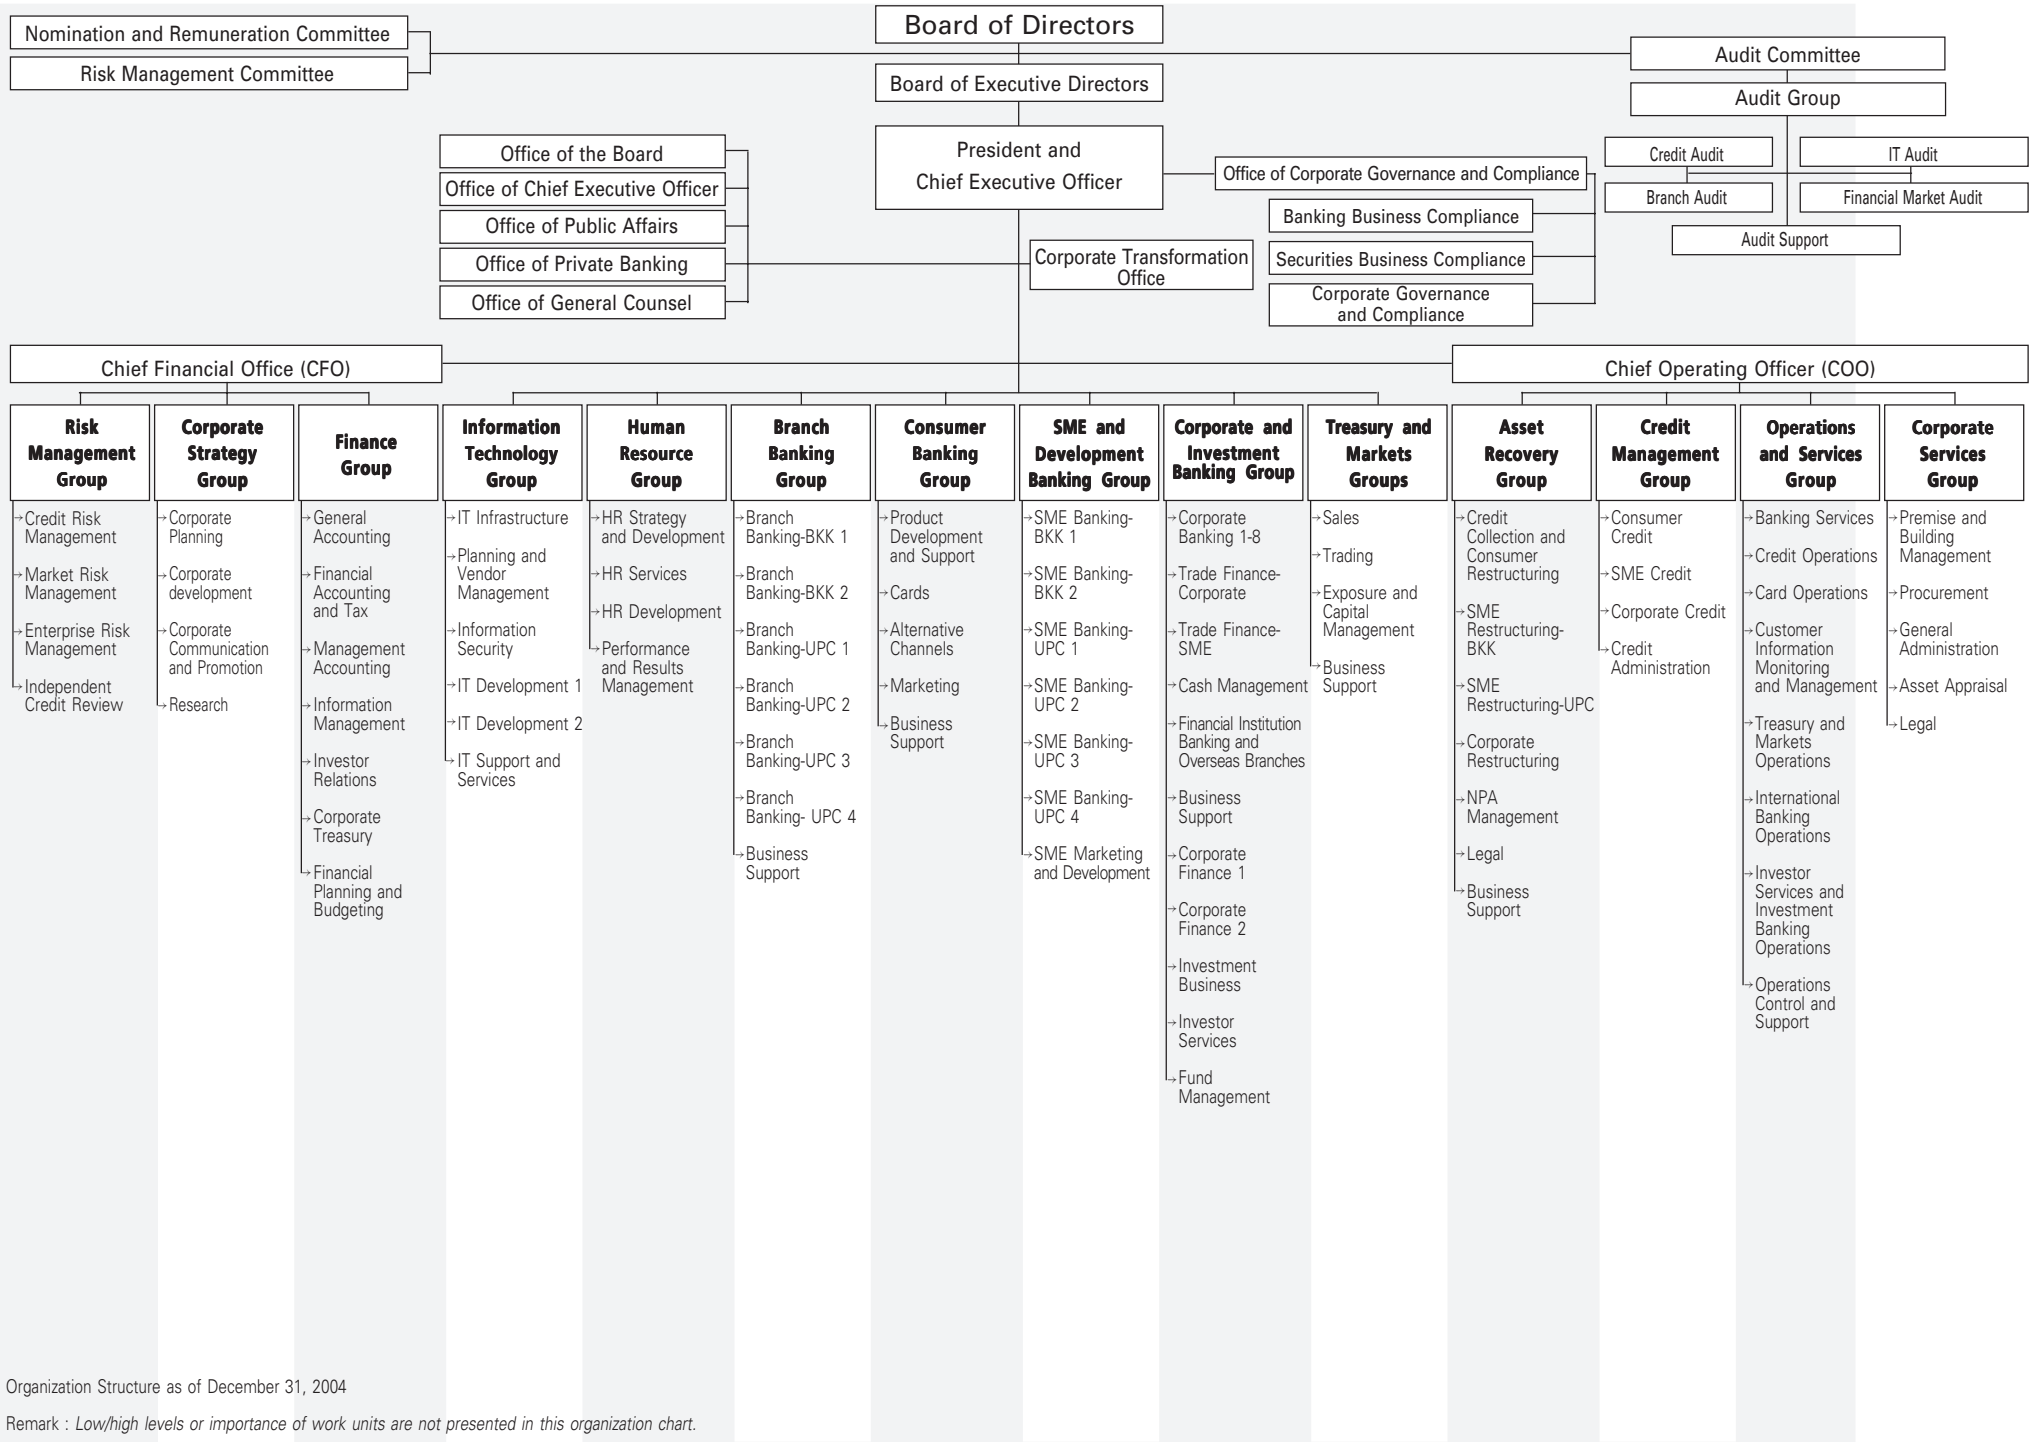 Board of Directors
Nomination and Remuneration Committee
Risk Management Committee
Audit Committee
Board of Executive Directors
Audit Group
President and
Chief Executive Officer
Office of the Board
Office of Chief Executive Officer
Office of Public Affairs
Office of Private Banking
Office of General Counsel
Corporate Transformation
Office
Office of Corporate Governance and Compliance
Banking Business Compliance
Securities Business Compliance
Corporate Governance
and Compliance
Credit Audit
IT Audit
Branch Audit
Financial Market Audit
Audit Support
Chief Financial Office (CFO)
Chief Operating Officer (COO)
Risk
Management
Group
→Credit Risk
Management
→Market Risk
Management
→Enterprise Risk
Management
→Independent
Credit Review
Corporate
Strategy
Group
→Corporate
Planning
→Corporate
development
→Corporate
Communication
and Promotion
→Research
Finance
Group
→General
Accounting
→Financial
Accounting
and Tax
→Management
Accounting
→Information
Management
→Investor
Relations
→Corporate
Treasury
→Financial
Planning and
Budgeting
Information
Technology
Group
→IT Infrastructure
→Planning and
Vendor
Management
→Information
Security
→IT Development 1
→IT Development 2
→IT Support and
Services
Human
Resource
Group
→HR Strategy
and Development
→HR Services
→HR Development
→Performance
and Results
Management
Branch
Banking
Group
→Branch
Banking-BKK 1
→Branch
Banking-BKK 2
→Branch
Banking-UPC 1
→Branch
Banking-UPC 2
→Branch
Banking-UPC 3
→Branch
Banking- UPC 4
→Business
Support
Consumer
Banking
Group
→Product
Development
and Support
→Cards
→Alternative
Channels
→Marketing
→Business
Support
SME and
Development
Banking Group
→SME Banking-
BKK 1
→SME Banking-
BKK 2
→SME Banking-
UPC 1
→SME Banking-
UPC 2
→SME Banking-
UPC 3
→SME Banking-
UPC 4
→SME Marketing
and Development
Corporate and
Investment
Banking Group
→Corporate
Banking 1-8
→Trade Finance-
Corporate
→Trade Finance-
SME
→Cash Management
→Financial Institution
Banking and
Overseas Branches
→Business
Support
→Corporate
Finance 1
→Corporate
Finance 2
→Investment
Business
→Investor
Services
→Fund
Management
Treasury and
Markets
Groups
→Sales
→Trading
→Exposure and
Capital
Management
→Business
Support
Asset
Recovery
Group
→Credit
Collection and
Consumer
Restructuring
→SME
Restructuring-
BKK
→SME
Restructuring-UPC
→Corporate
Restructuring
→NPA
Management
→Legal
→Business
Support
Credit
Management
Group
→Consumer
Credit
→SME Credit
→Corporate Credit
→Credit
Administration
Operations
and Services
Group
→Banking Services
→Credit Operations
→Card Operations
→Customer
Information
Monitoring
and Management
→Treasury and
Markets
Operations
→International
Banking
Operations
→Investor
Services and
Investment
Banking
Operations
→Operations
Control and
Support
Corporate
Services
Group
→Premise and
Building
Management
→Procurement
→General
Administration
→Asset Appraisal
→Legal
Organization Structure as of December 31, 2004
Remark : Low/high levels or importance of work units are not presented in this organization chart.